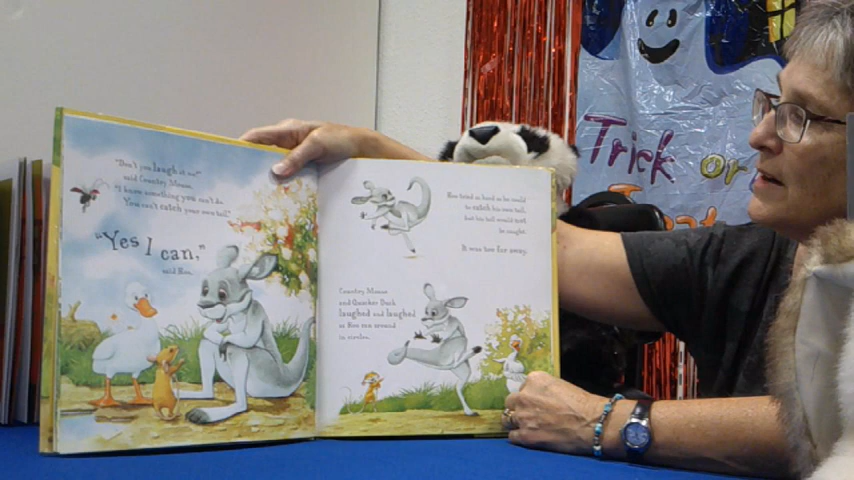 "Don't you laugh at me!"
said Country Mouse.
"I know something you can't do.
You can't catch your own tail."
"Yes I can,"
said Roo.
Roo tried as hard as he could
to catch his own tail,
but his tail would not
be caught.
It was too far away.
Country Mouse
and Quacker Duck
laughed and laughed
as Roo ran around
in circles.
Trick or